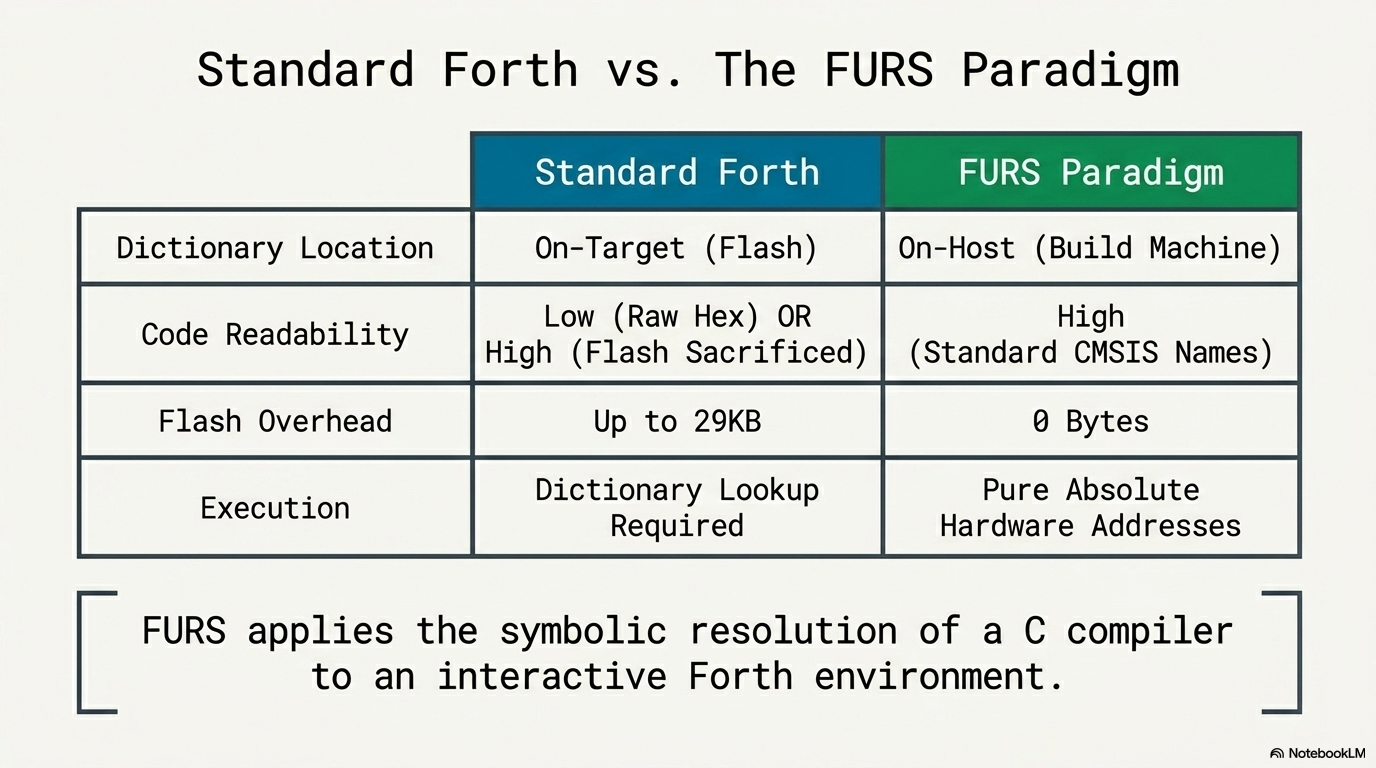 Standard Forth vs. The FURS Paradigm
Standard Forth
FURS Paradigm
Dictionary Location
On-Target (Flash)
On-Host (Build Machine)
Code Readability
Low (Raw Hex) OR
High (Flash Sacrificed)
High
(Standard CMSIS Names)
Flash Overhead
Up to 29KB
0 Bytes
Execution
Dictionary Lookup
Required
Pure Absolute
Hardware Addresses
FURS applies the symbolic resolution of a C compiler
to an interactive Forth environment.
NotebookLM